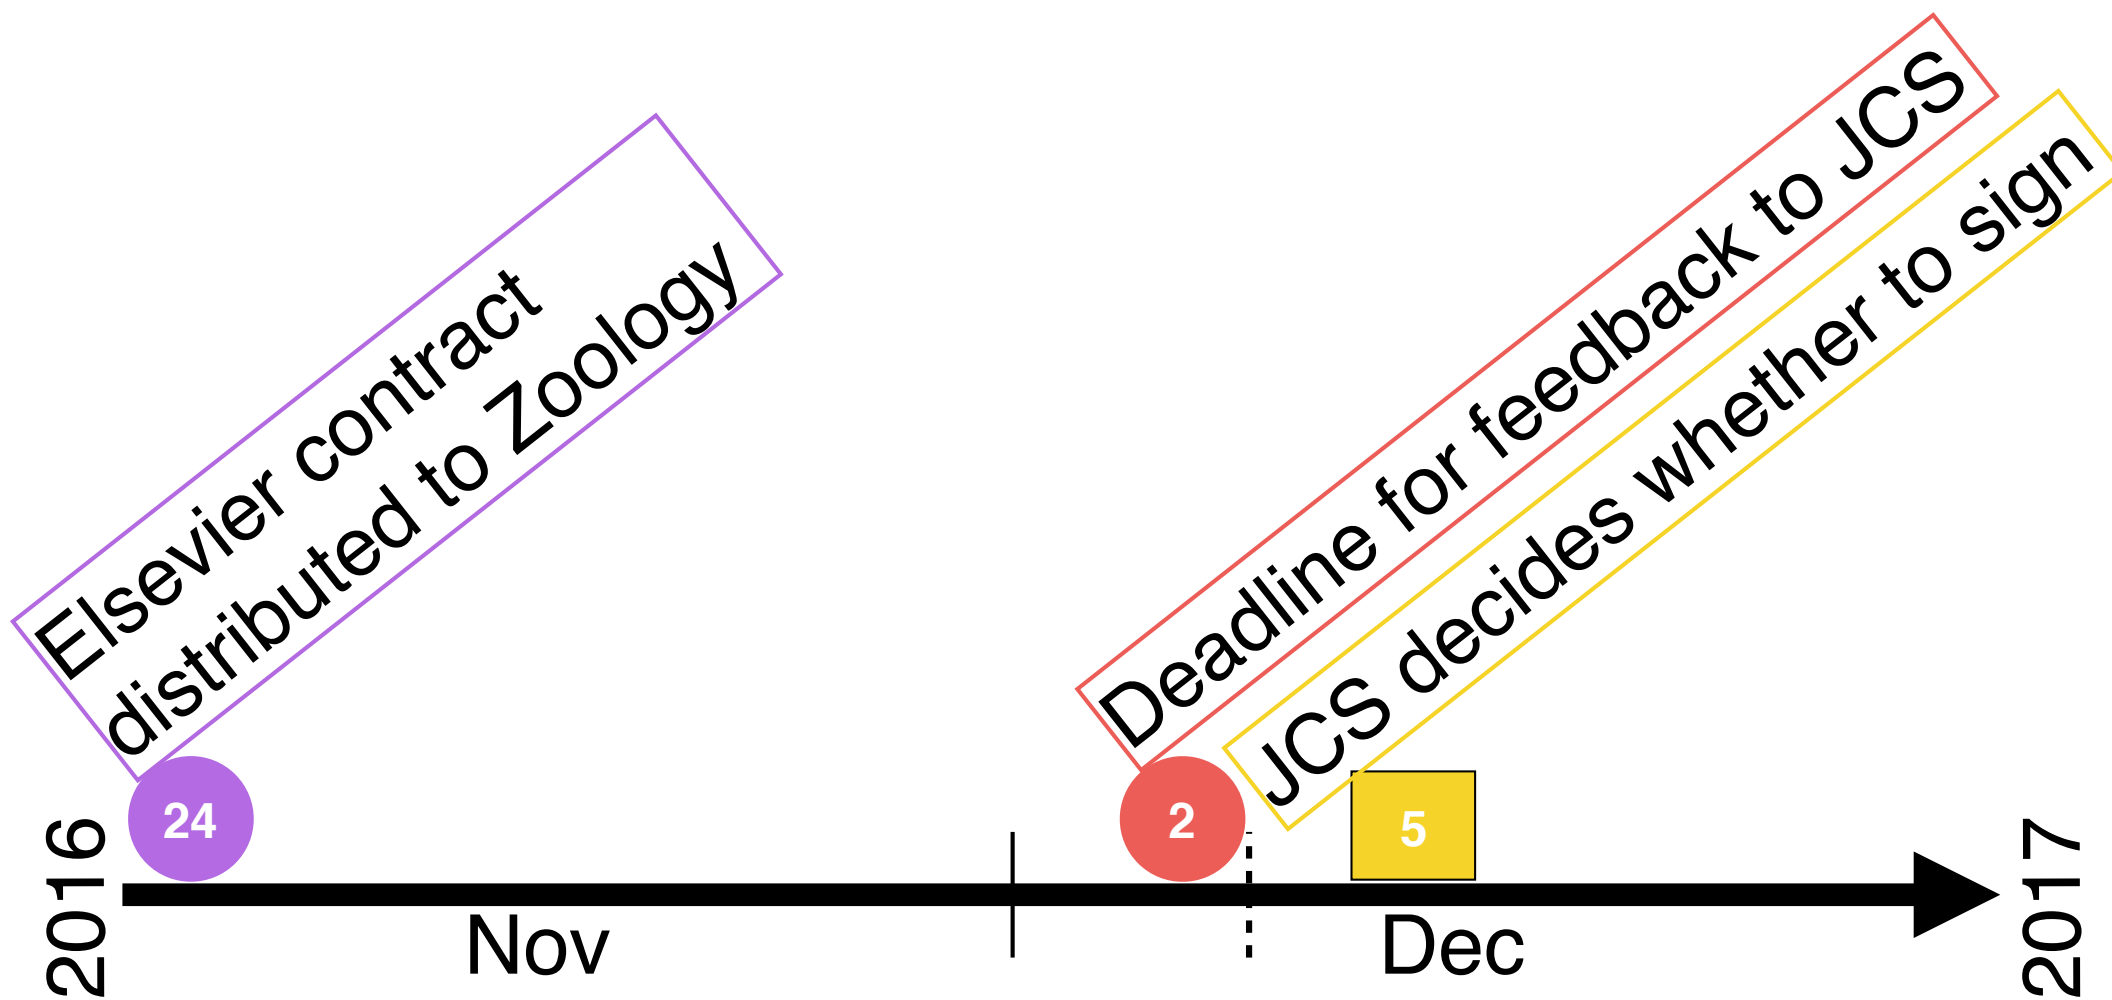 Elsevier contract
distributed to Zoology
Deadline for feedback to JCS
JCS decides whether to sign
24
2
5
2016
Nov
Dec
2017